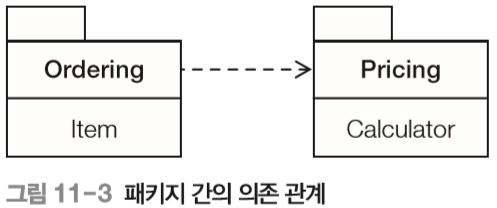 Ordering
Pricing
Item
Calculator
그림 11-3 패키지 간의 의존 관계